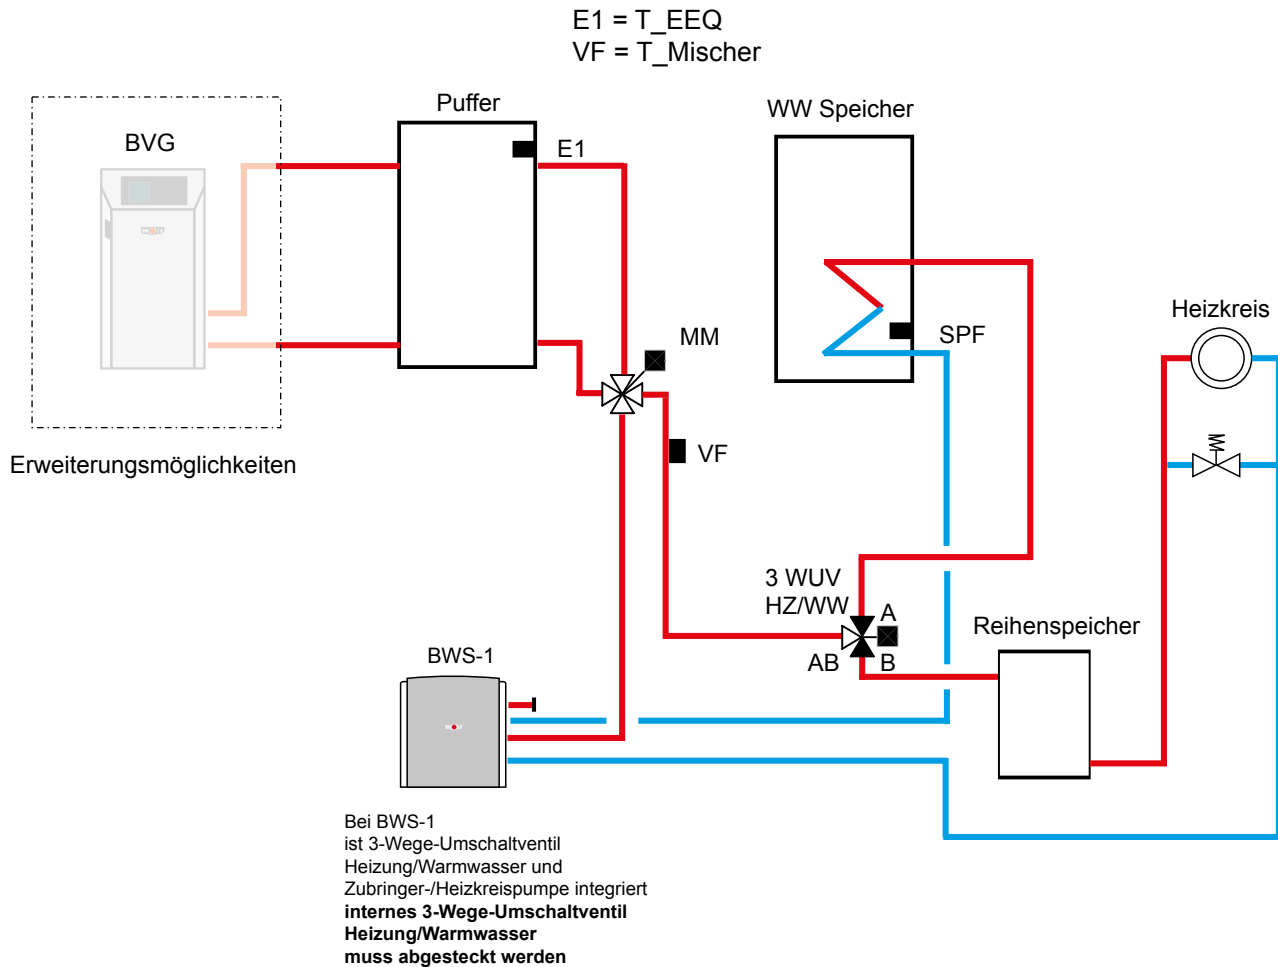 E1 = T_EEQ
VF = T_Mischer
Puffer
WW Speicher
BVG
E1
Heizkreis
MM
SPF
Erweiterungsmöglichkeiten
VF
3 WUV
HZ/WW
A
Reihenspeicher
AB
B
BWS-1
Bei BWS-1
ist 3-Wege-Umschaltventil
Heizung/Warmwasser und
Zubringer-/Heizkreispumpe integriert
internes 3-Wege-Umschaltventil
Heizung/Warmwasser
muss abgesteckt werden